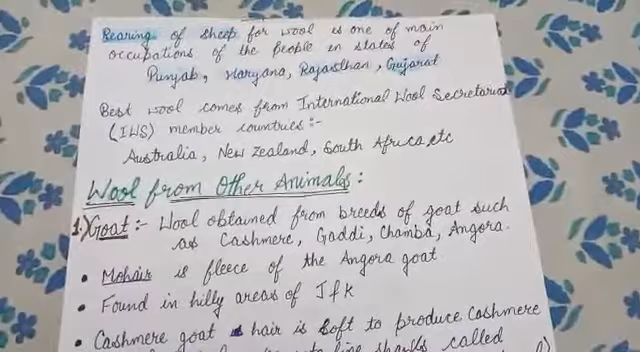 Rearing of sheep for wool is one of main
occupations of the people in states of
Punjab, Haryana, Rajasthan, Gujarat
Best wool comes from International Wool Secretariat
(IWS) member countries:-
Australia, New Zealand, South Africa etc
Wool from Other Animals:
1.) Goat:- Wool obtained from breeds of goat such
as Cashmere, Gaddi, Chamba, Angora.
• Mohair is fleece of the Angora goat
• Found in hilly areas of J&K
• Cashmere goat hair is soft to produce Cashmere
fine shawls called